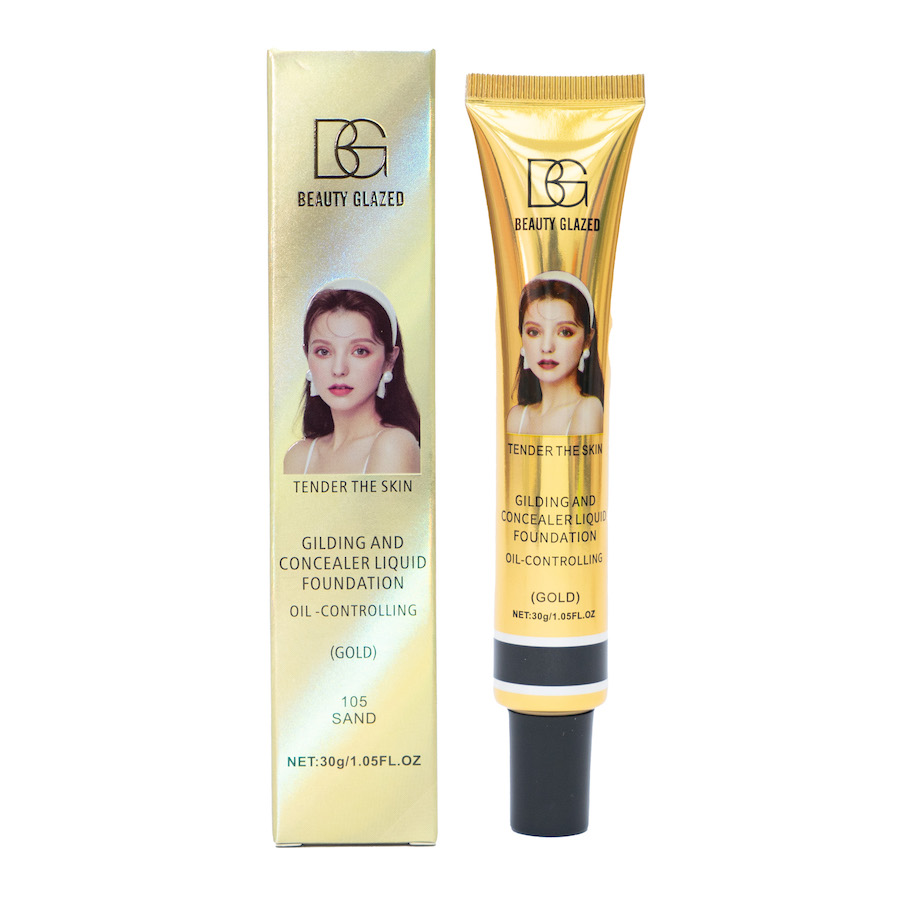 BG
BEAUTY GLAZED
TENDER THE SKIN
GILDING AND
CONCEALER LIQUID
FOUNDATION
OIL -CONTROLLING
(GOLD)
105
SAND
NET:30g/1.05FL.OZ
BG
BEAUTY GLAZED
TENDER THE SKIN
GILDING AND
CONCEALER LIQUID
FOUNDATION
OIL-CONTROLLING
(GOLD)
NET:30g/1.05FL.OZ